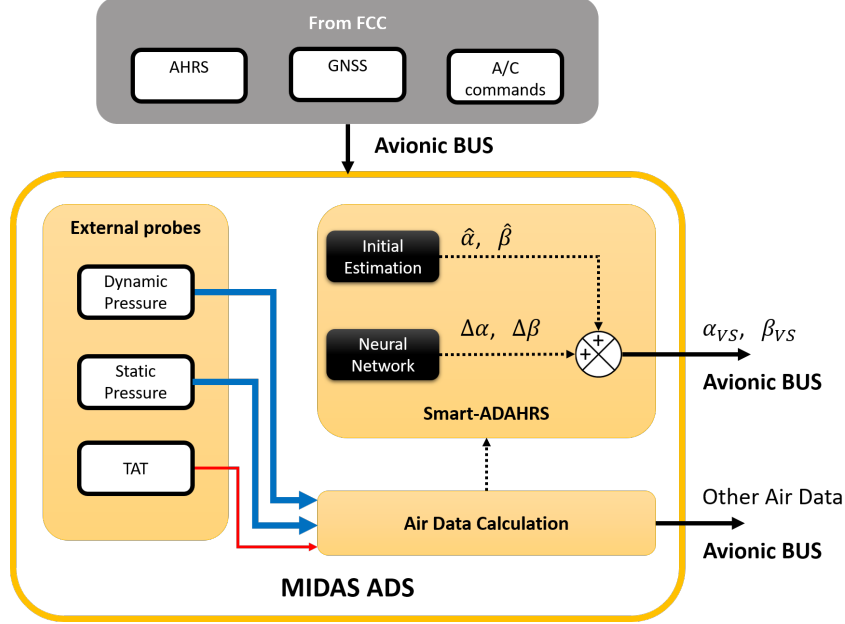 From FCC
AHRS
GNSS
A/C
commands
Avionic BUS
External probes
Dynamic
Pressure
Static
Pressure
TAT
Initial
Estimation
α̂, β̂
Neural
Network
Δα, Δβ
+
+
Smart-ADAHRS
α_VS, β_VS
Avionic BUS
Air Data Calculation
Other Air Data
Avionic BUS
MIDAS ADS